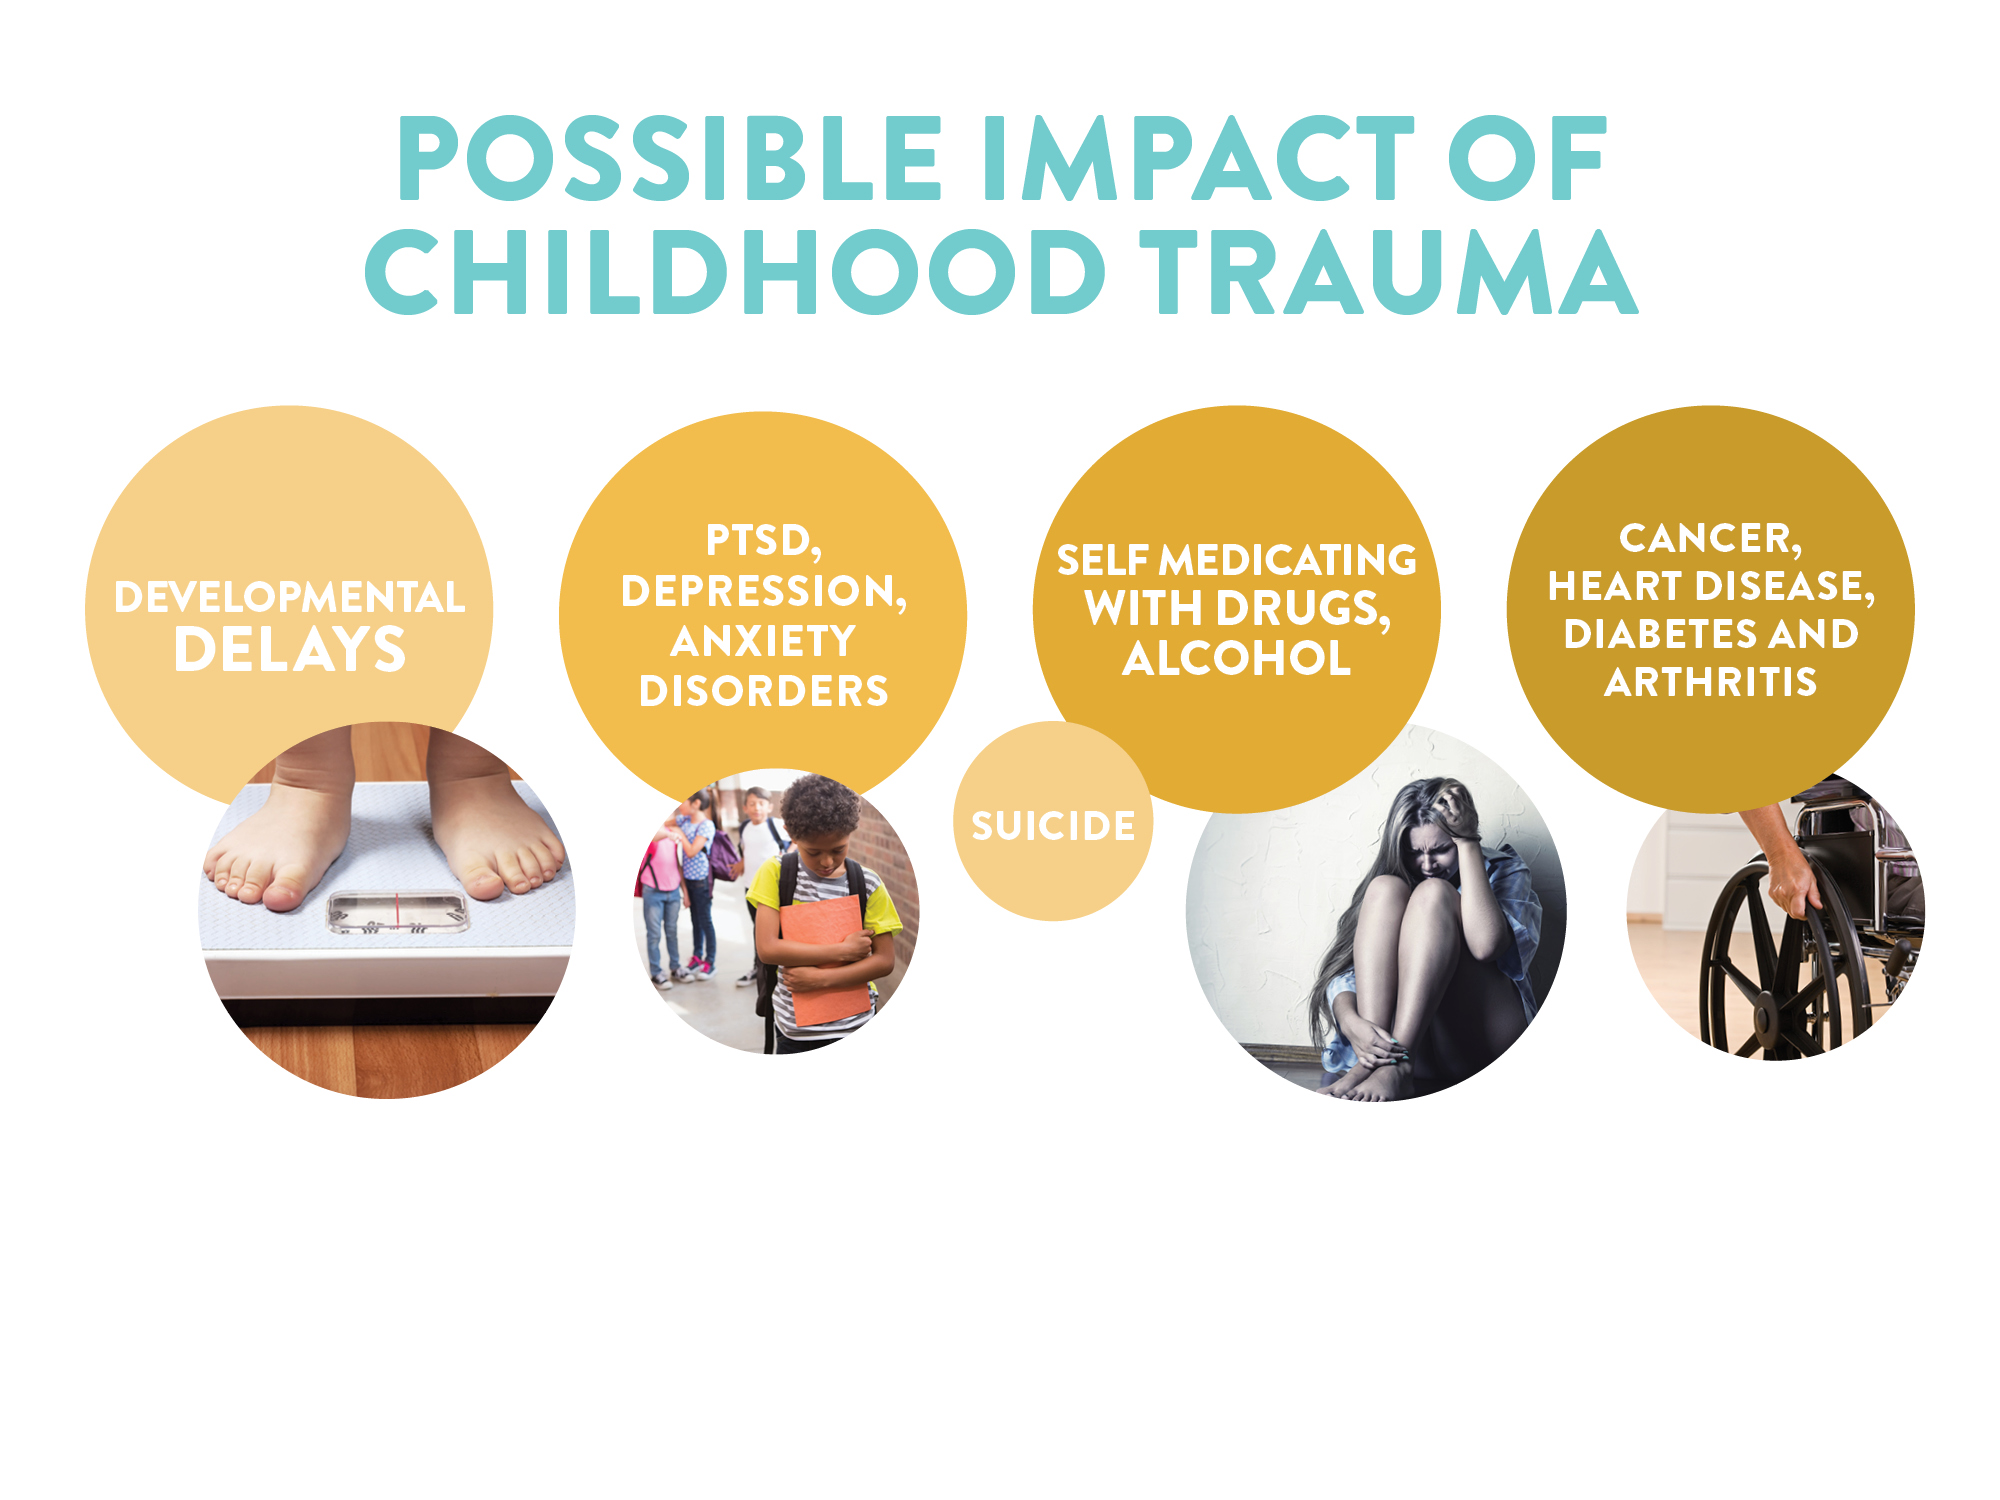 POSSIBLE IMPACT OF
CHILDHOOD TRAUMA
DEVELOPMENTAL
DELAYS
PTSD,
DEPRESSION,
ANXIETY
DISORDERS
SUICIDE
SELF MEDICATING
WITH DRUGS,
ALCOHOL
CANCER,
HEART DISEASE,
DIABETES AND
ARTHRITIS